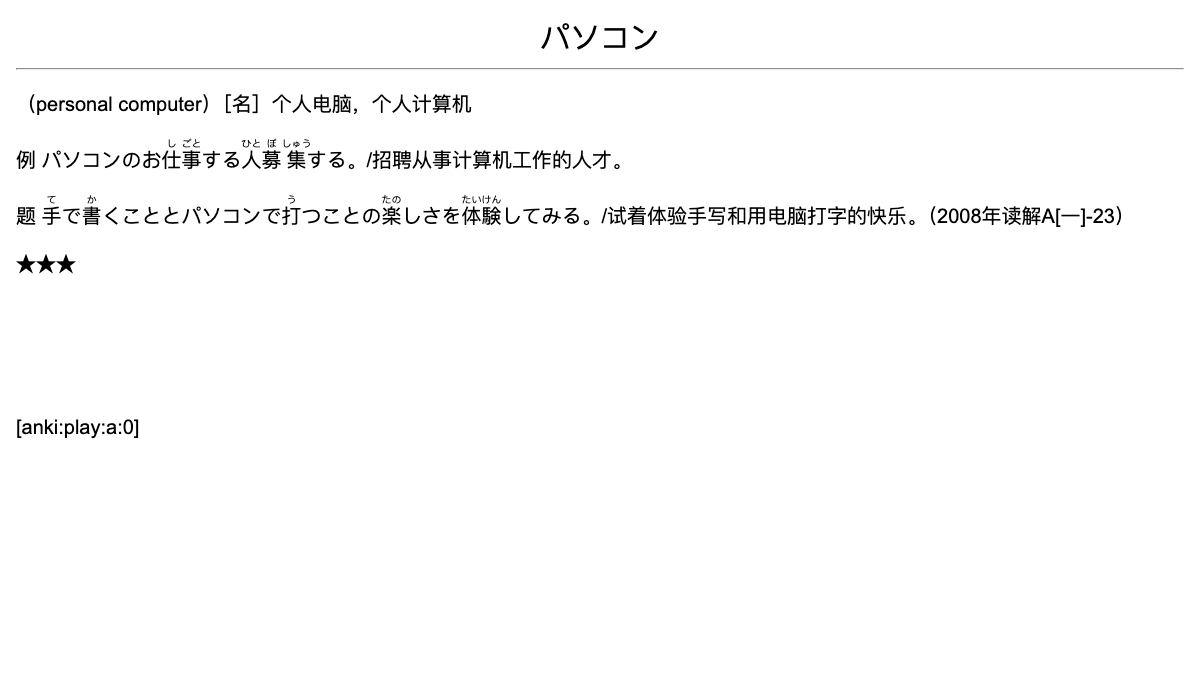 パソコン
（personal computer）［名］个人电脑，个人计算机
し ごと ひと ぼ しゅう
例 パソコンのお仕事する人募集する。/招聘从事计算机工作的人才。
て か う たの たいけん
题 手で書くこととパソコンで打つことの楽しさを体験してみる。/试着体验手写和用电脑打字的快乐。（2008年读解A[一]-23）
★★★
[anki:play:a:0]